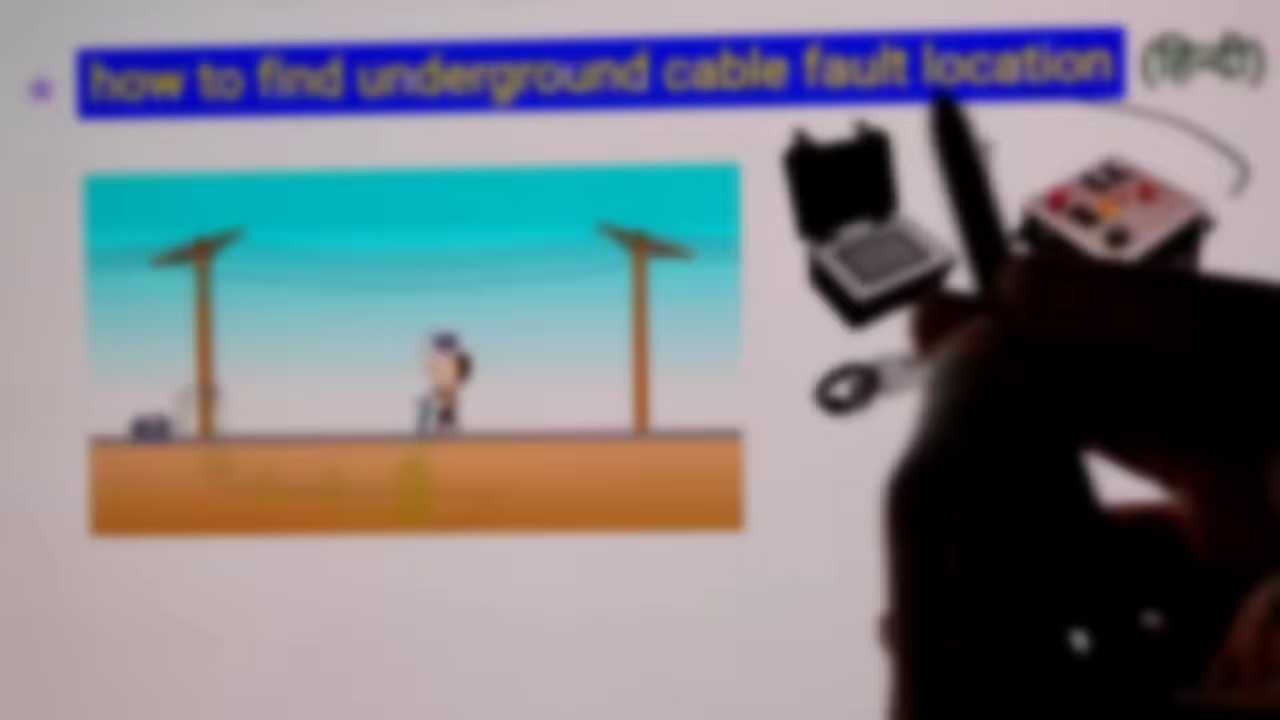 how to find underground cable fault location (हिन्दी)